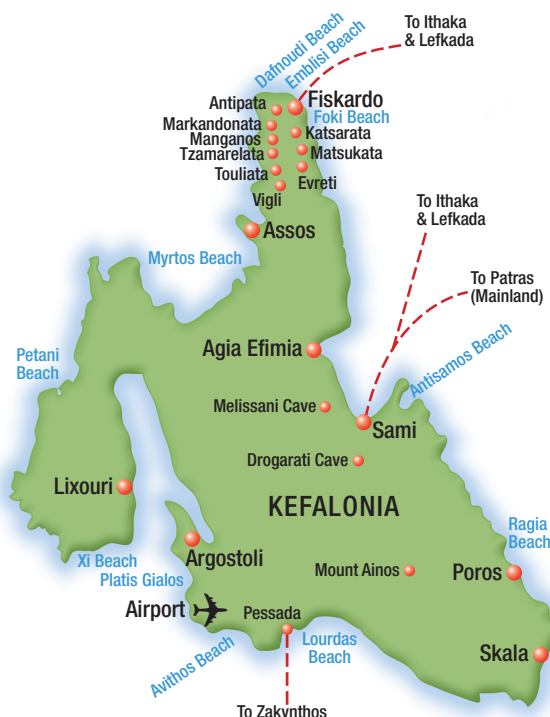 To Ithaka
& Lefkada
Dafnoudi Beach
Emblisi Beach
Antipata
Fiskardo
Foki Beach
Markandonata
Katsarata
Manganos
Tzamarelata
Matsukata
Touliata
Evreti
Vigli
To Ithaka
& Lefkada
Assos
Myrtos Beach
To Patras
(Mainland)
Agia Efimia
Petani
Beach
Antisamos Beach
Melissani Cave
Sami
Drogarati Cave
Lixouri
KEFALONIA
Ragia
Beach
Xi Beach
Argostoli
Platis Gialos
Mount Ainos
Poros
Airport
Pessada
Avithos Beach
Lourdas
Beach
Skala
To Zakynthos